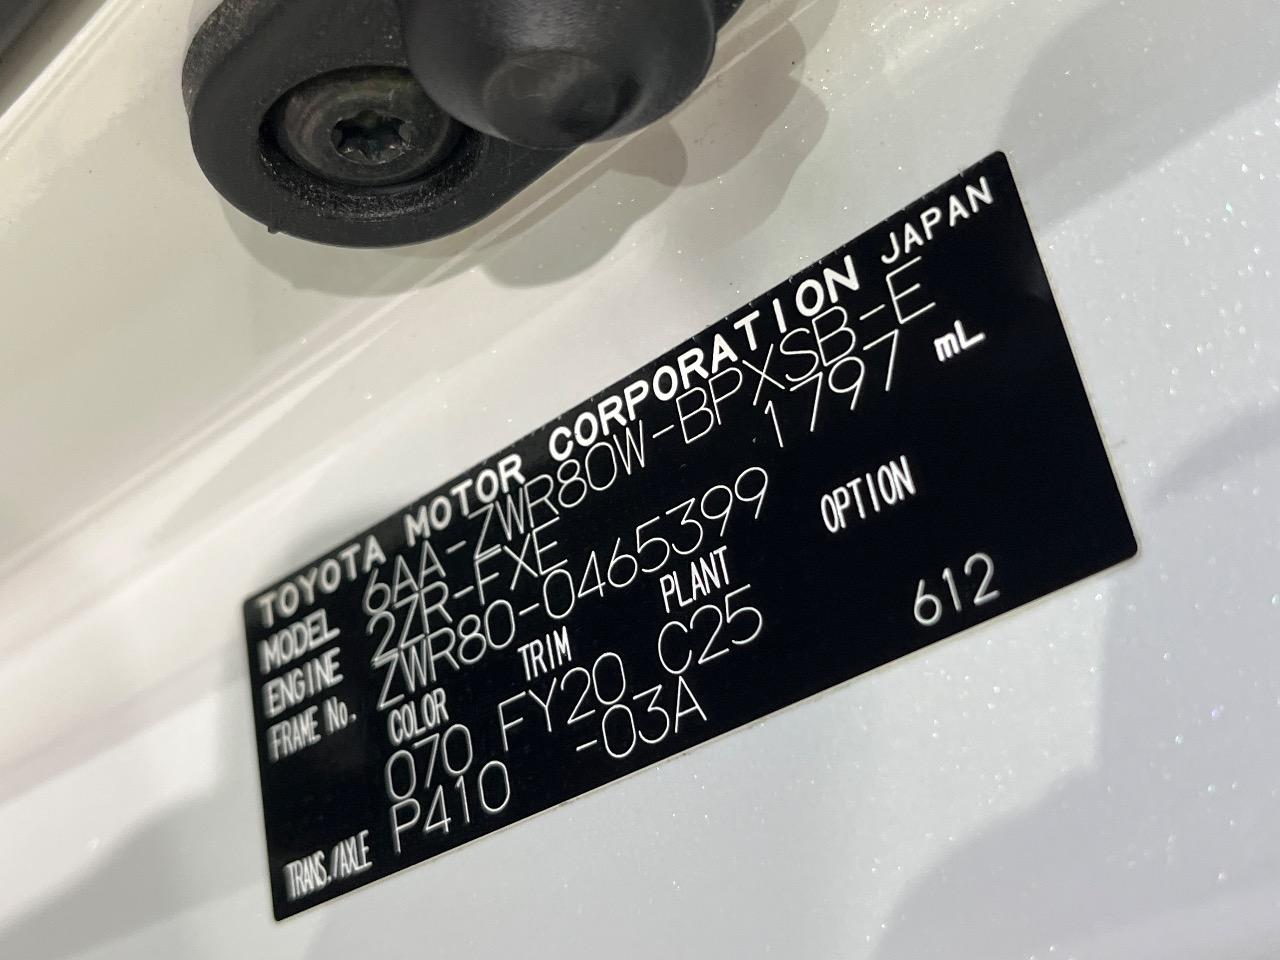 TOYOTA MOTOR CORPORATION JAPAN
MODEL 6AA-ZWR80W-BPXSB-E
ENGINE 2ZR-FXE 1797 mL
FRAME No. ZWR80-0465399
COLOR TRIM PLANT OPTION
070 FY20 C25 612
TRANS./AXLE P410 -03A